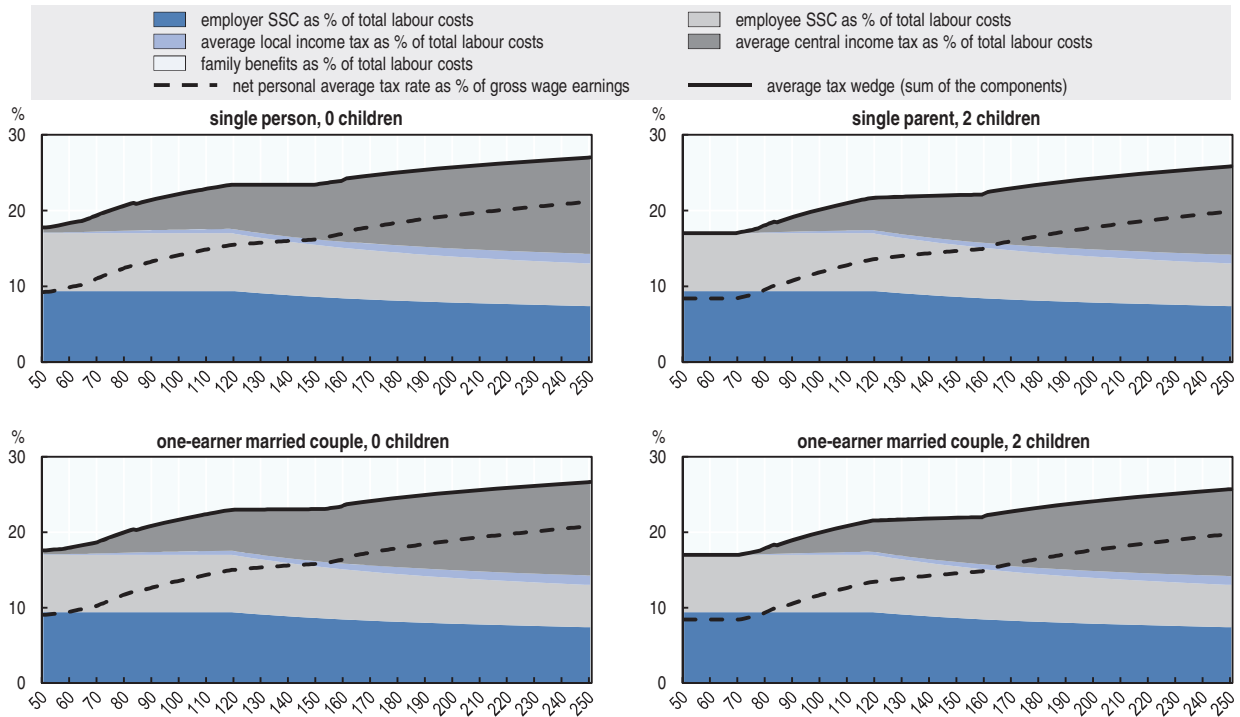 employer SSC as % of total labour costs
employee SSC as % of total labour costs
average local income tax as % of total labour costs
average central income tax as % of total labour costs
family benefits as % of total labour costs
net personal average tax rate as % of gross wage earnings
average tax wedge (sum of the components)
%
single person, 0 children
30
20
10
0
50 60 70 80 90 100 110 120 130 140 150 160 170 180 190 200 210 220 230 240 250
%
single parent, 2 children
30
20
10
0
50 60 70 80 90 100 110 120 130 140 150 160 170 180 190 200 210 220 230 240 250
%
one-earner married couple, 0 children
30
20
10
0
50 60 70 80 90 100 110 120 130 140 150 160 170 180 190 200 210 220 230 240 250
%
one-earner married couple, 2 children
30
20
10
0
50 60 70 80 90 100 110 120 130 140 150 160 170 180 190 200 210 220 230 240 250